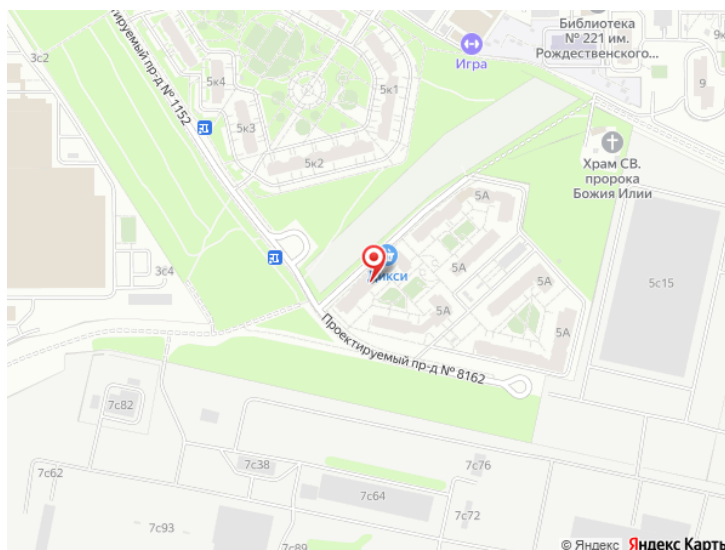 Библиотека
№ 221 им.
Рождественского...
3с2
Игра
9
5к4
5к1
ектируемый пр-д № 1152
5к3
5к2
Храм СВ.
пророка
Божия Илии
5А
3с4
Дикси
5А
5А
5с15
5А
5А
Проектируемый пр-д № 8162
7с82
7с62
7с38
7с76
7с64
7с72
7с93
7с89
© Яндекс Яндекс Карты